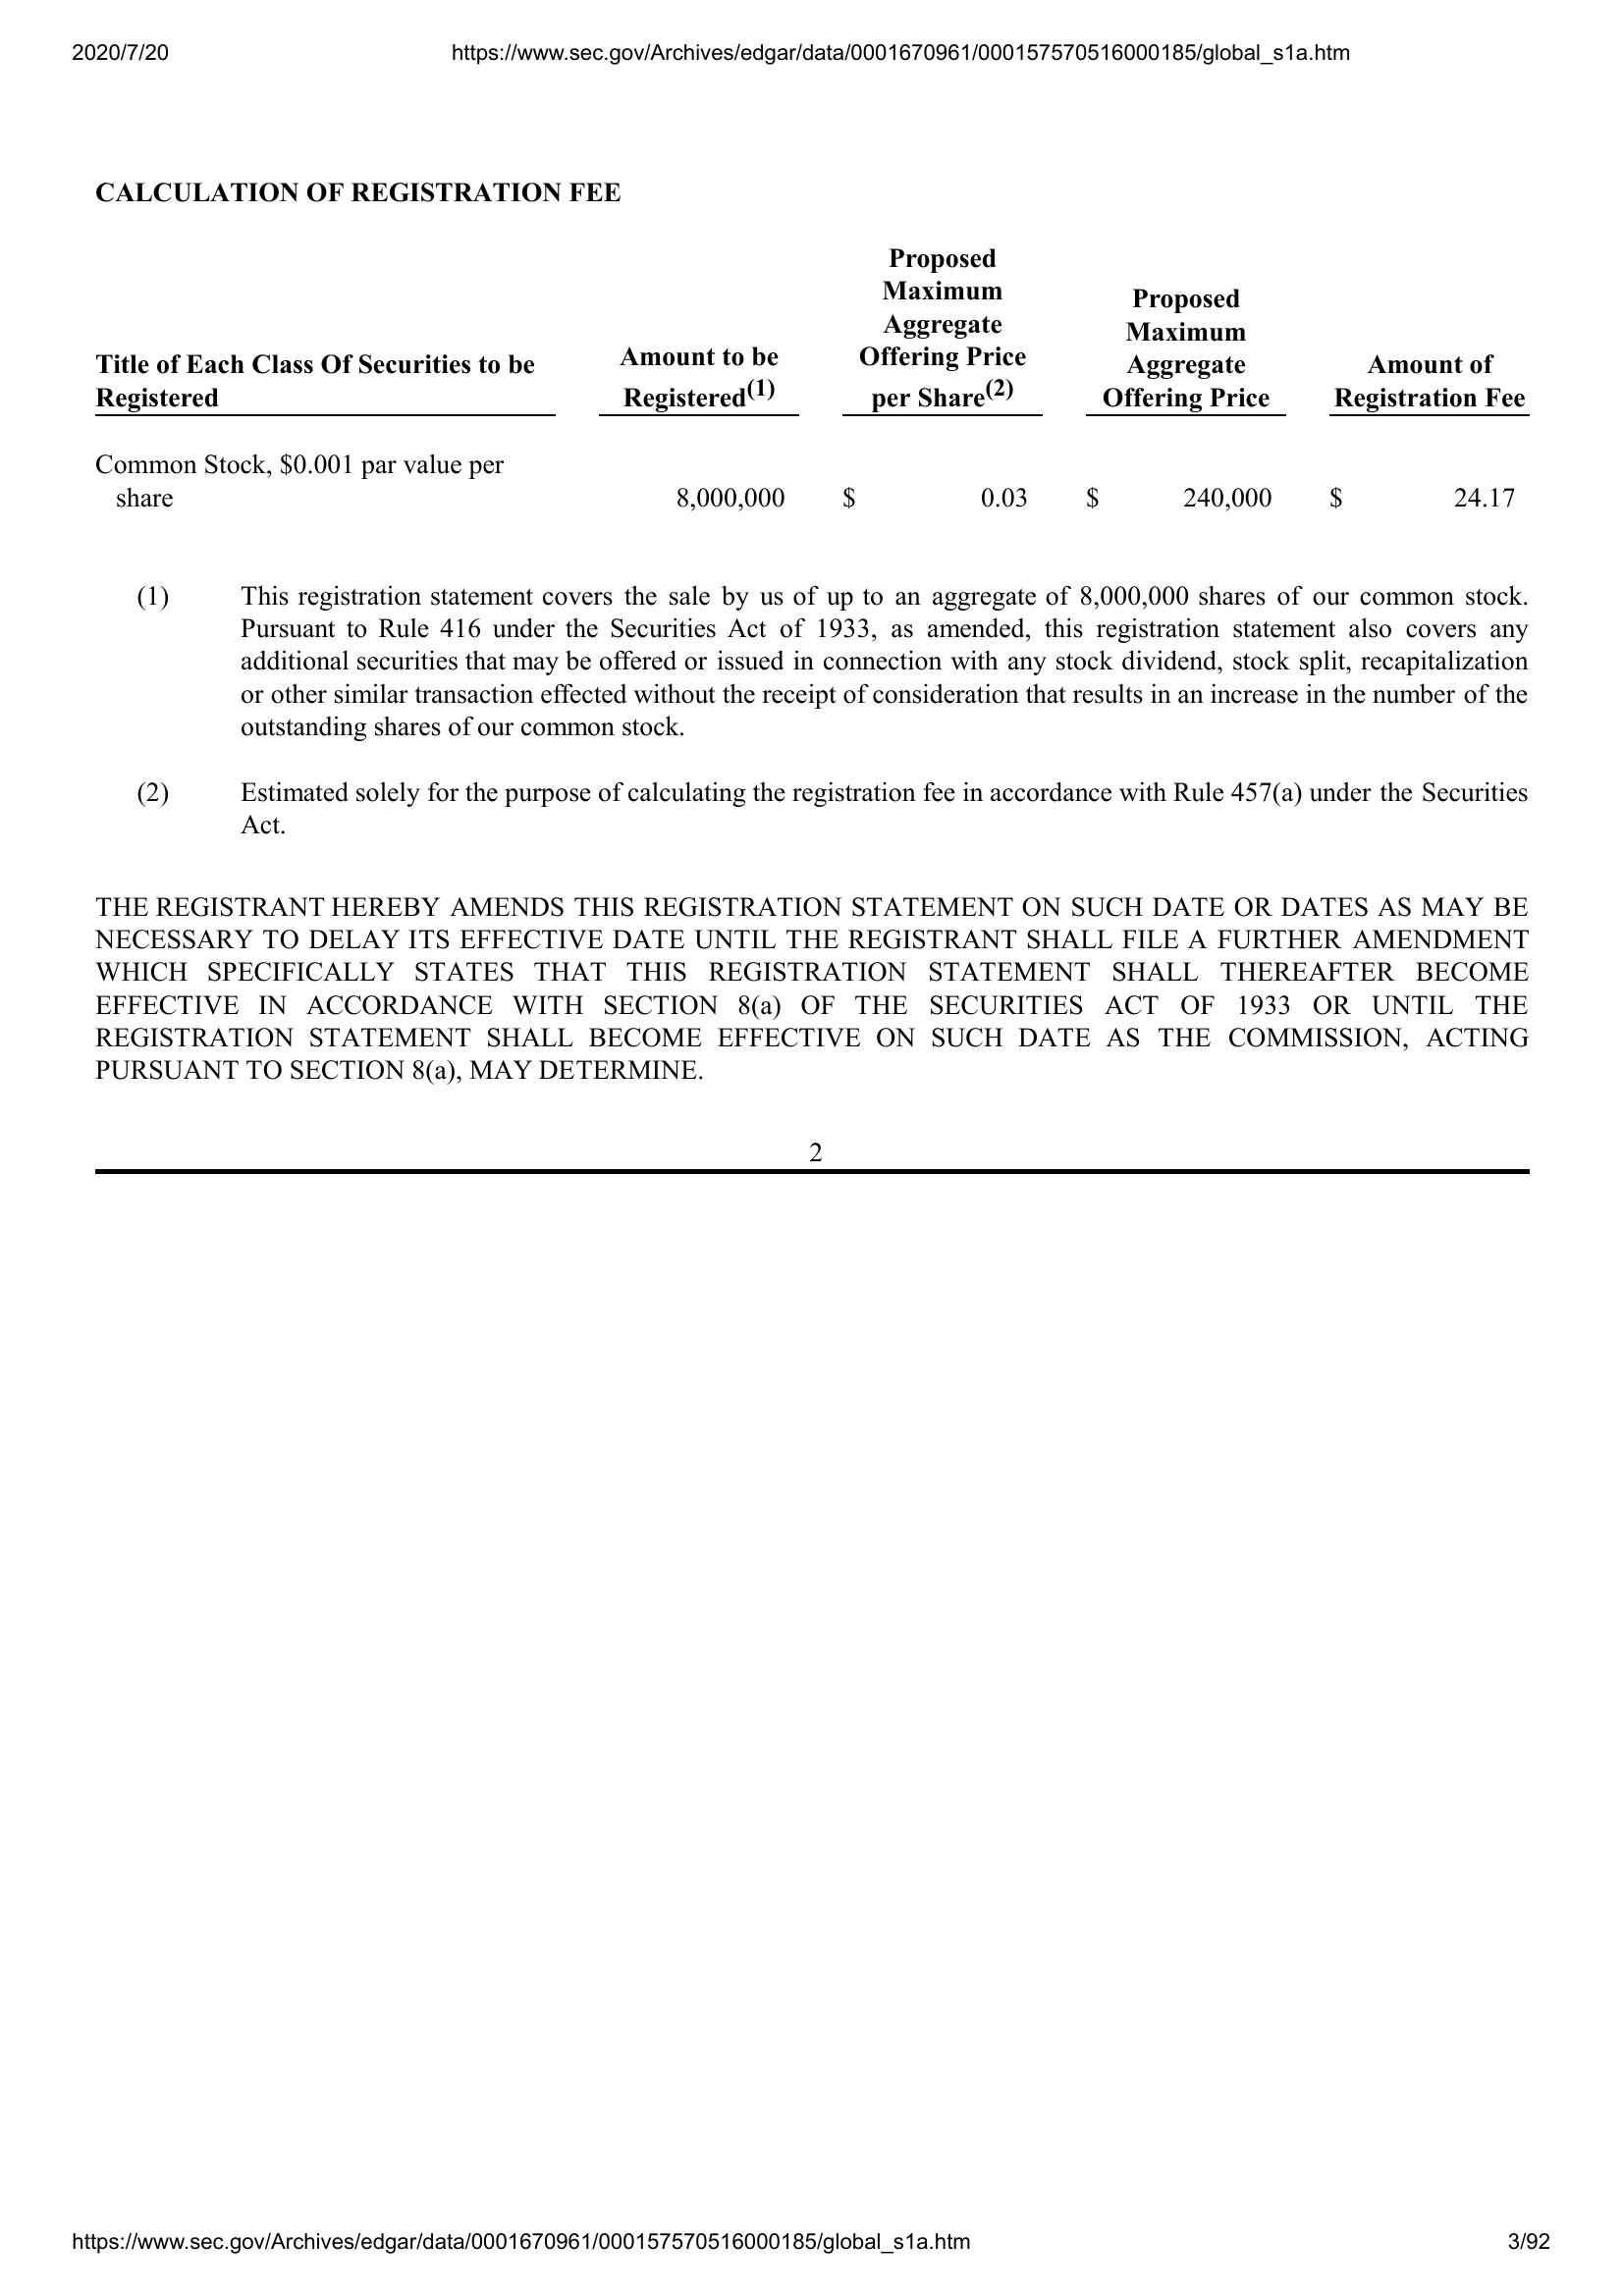 2020/7/20 https://www.sec.gov/Archives/edgar/data/0001670961/000157570516000185/global_s1a.htm
CALCULATION OF REGISTRATION FEE
Title of Each Class Of Securities to be Registered
Amount to be Registered(1)
Proposed Maximum Aggregate Offering Price per Share(2)
Proposed Maximum Aggregate Offering Price
Amount of Registration Fee
Common Stock, $0.001 par value per
share 8,000,000 $ 0.03 $ 240,000 $ 24.17
(1) This registration statement covers the sale by us of up to an aggregate of 8,000,000 shares of our common stock.
Pursuant to Rule 416 under the Securities Act of 1933, as amended, this registration statement also covers any
additional securities that may be offered or issued in connection with any stock dividend, stock split, recapitalization
or other similar transaction effected without the receipt of consideration that results in an increase in the number of the
outstanding shares of our common stock.
(2) Estimated solely for the purpose of calculating the registration fee in accordance with Rule 457(a) under the Securities
Act.
THE REGISTRANT HEREBY AMENDS THIS REGISTRATION STATEMENT ON SUCH DATE OR DATES AS MAY BE
NECESSARY TO DELAY ITS EFFECTIVE DATE UNTIL THE REGISTRANT SHALL FILE A FURTHER AMENDMENT
WHICH SPECIFICALLY STATES THAT THIS REGISTRATION STATEMENT SHALL THEREAFTER BECOME
EFFECTIVE IN ACCORDANCE WITH SECTION 8(a) OF THE SECURITIES ACT OF 1933 OR UNTIL THE
REGISTRATION STATEMENT SHALL BECOME EFFECTIVE ON SUCH DATE AS THE COMMISSION, ACTING
PURSUANT TO SECTION 8(a), MAY DETERMINE.
2
https://www.sec.gov/Archives/edgar/data/0001670961/000157570516000185/global_s1a.htm 3/92